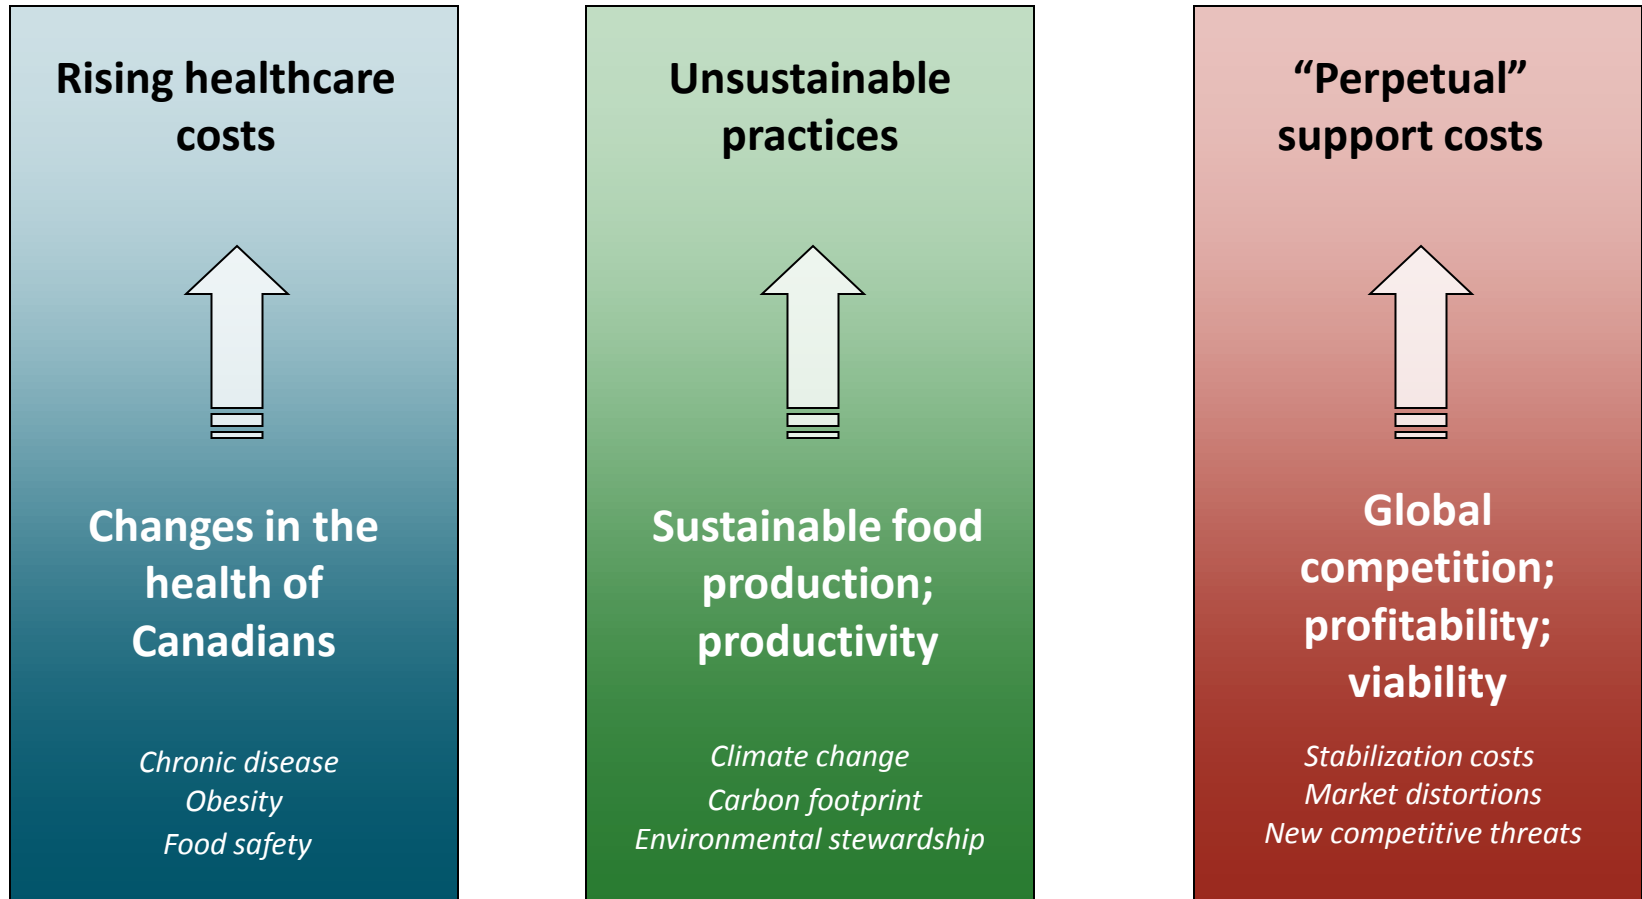 Rising healthcare
costs
Changes in the
health of
Canadians
Chronic disease
Obesity
Food safety
Unsustainable
practices
Sustainable food
production;
productivity
Climate change
Carbon footprint
Environmental stewardship
“Perpetual”
support costs
Global
competition;
profitability;
viability
Stabilization costs
Market distortions
New competitive threats